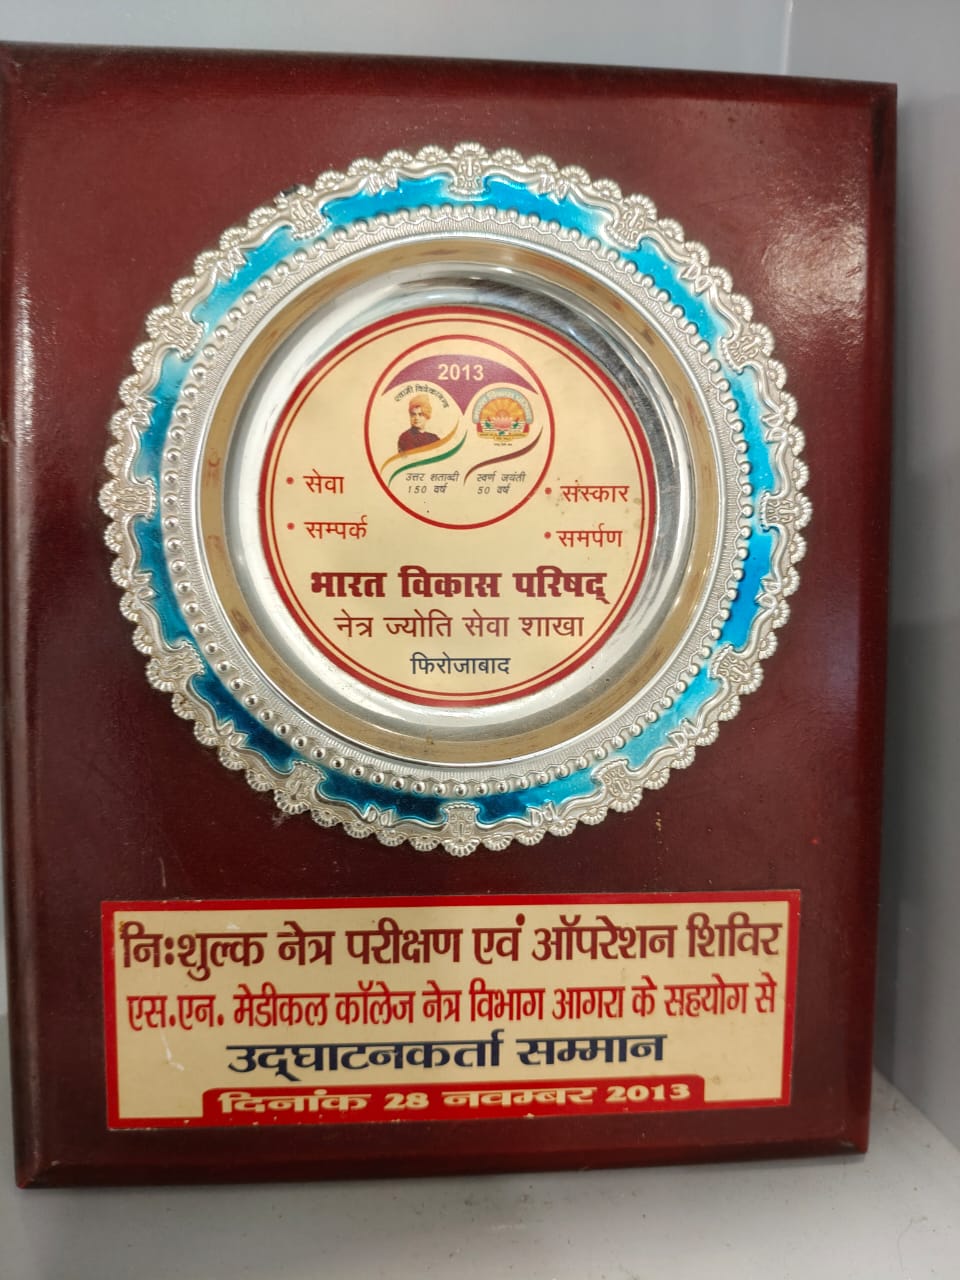 2013
स्वामी विवेकानन्द
उत्तर शताब्दी
150 वर्ष
स्वर्ण जयंती
50 वर्ष
• सेवा
• संस्कार
• सम्पर्क
• समर्पण
भारत विकास परिषद्
नेत्र ज्योति सेवा शाखा
फिरोजाबाद
निःशुल्क नेत्र परीक्षण एवं ऑपरेशन शिविर
एस.एन. मेडीकल कॉलेज नेत्र विभाग आगरा के सहयोग से
उद्घाटनकर्ता सम्मान
दिनांक 28 नवम्बर 2013